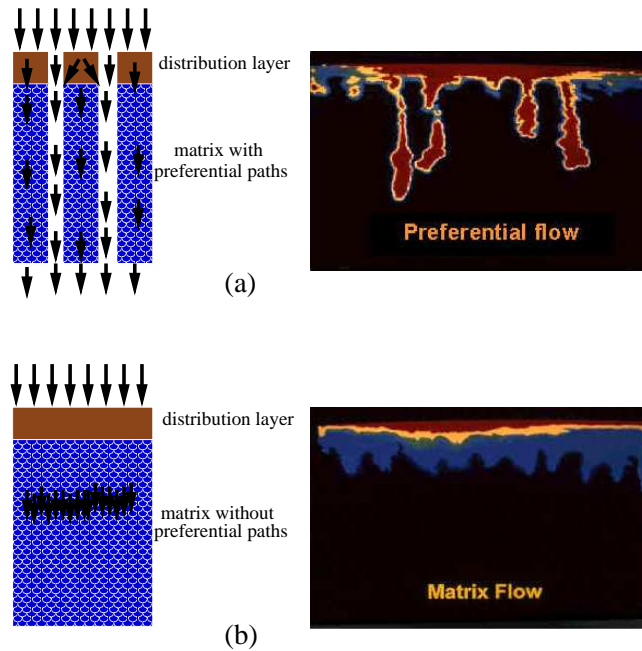 distribution layer
matrix with
preferential paths
Preferential flow
(a)
distribution layer
matrix without
preferential paths
Matrix Flow
(b)